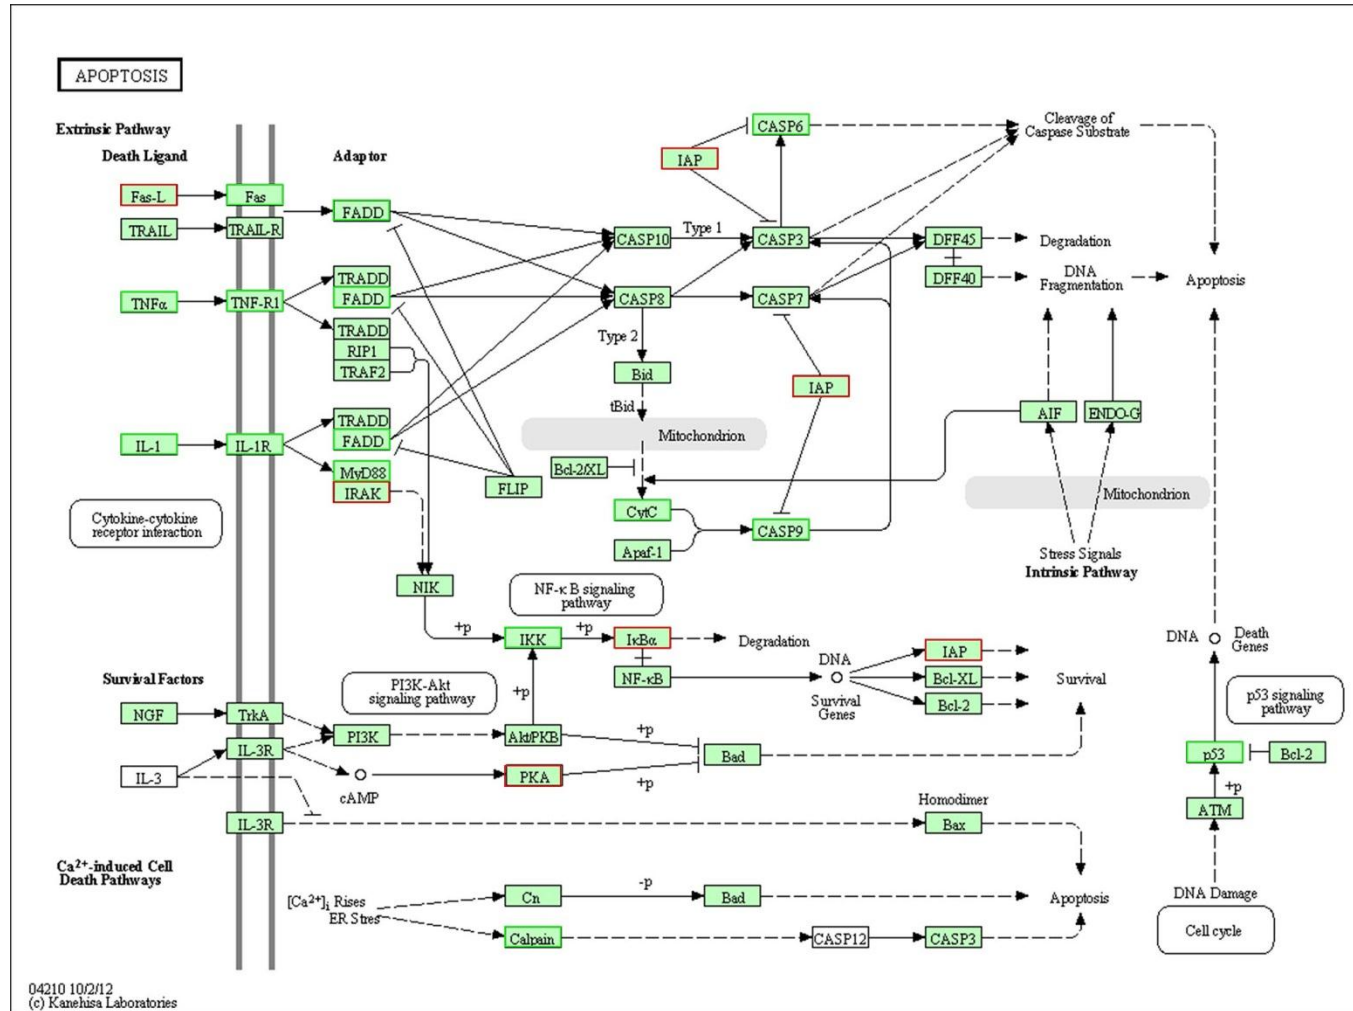 APOPTOSIS
Extrinsic Pathway
Death Ligand
Adaptor
Fas-L
Fas
TRAIL
TRAIL-R
FADD
TNFα
TNF-R1
TRADD
FADD
TRADD
RIP1
TRAF2
IL-1
IL-1R
TRADD
FADD
MyD88
IRAK
FLIP
Cytokine-cytokine
receptor interaction
NIK
CASP6
IAP
CASP10
Type 1
CASP3
CASP8
CASP7
Type 2
Bid
tBid
IAP
Mitochondrion
Bcl-2/XL
CytC
Apaf-1
CASP9
Cleavage of
Caspase Substrate
DFF45
Degradation
DFF40
DNA
Fragmentation
Apoptosis
AIF
ENDO-G
Mitochondrion
Stress Signals
Intrinsic Pathway
NF-κB signaling
pathway
+p
IKK
+p
IκBα
Degradation
NF-κB
DNA
Survival
Genes
IAP
Bcl-XL
Bcl-2
Survival
DNA
Death
Genes
p53 signaling
pathway
p53
Bcl-2
+p
ATM
DNA Damage
Cell cycle
Survival Factors
PI3K-Akt
signaling pathway
+p
NGF
TrkA
PI3K
Akt/PKB
+p
Bad
IL-3R
IL-3
cAMP
PKA
+p
IL-3R
Homodimer
Bax
Ca²⁺-induced Cell
Death Pathways
[Ca²⁺]i Rises
ER Stres
Cn
-p
Bad
Apoptosis
Calpain
CASP12
CASP3
04210 10/2/12
(c) Kanehisa Laboratories